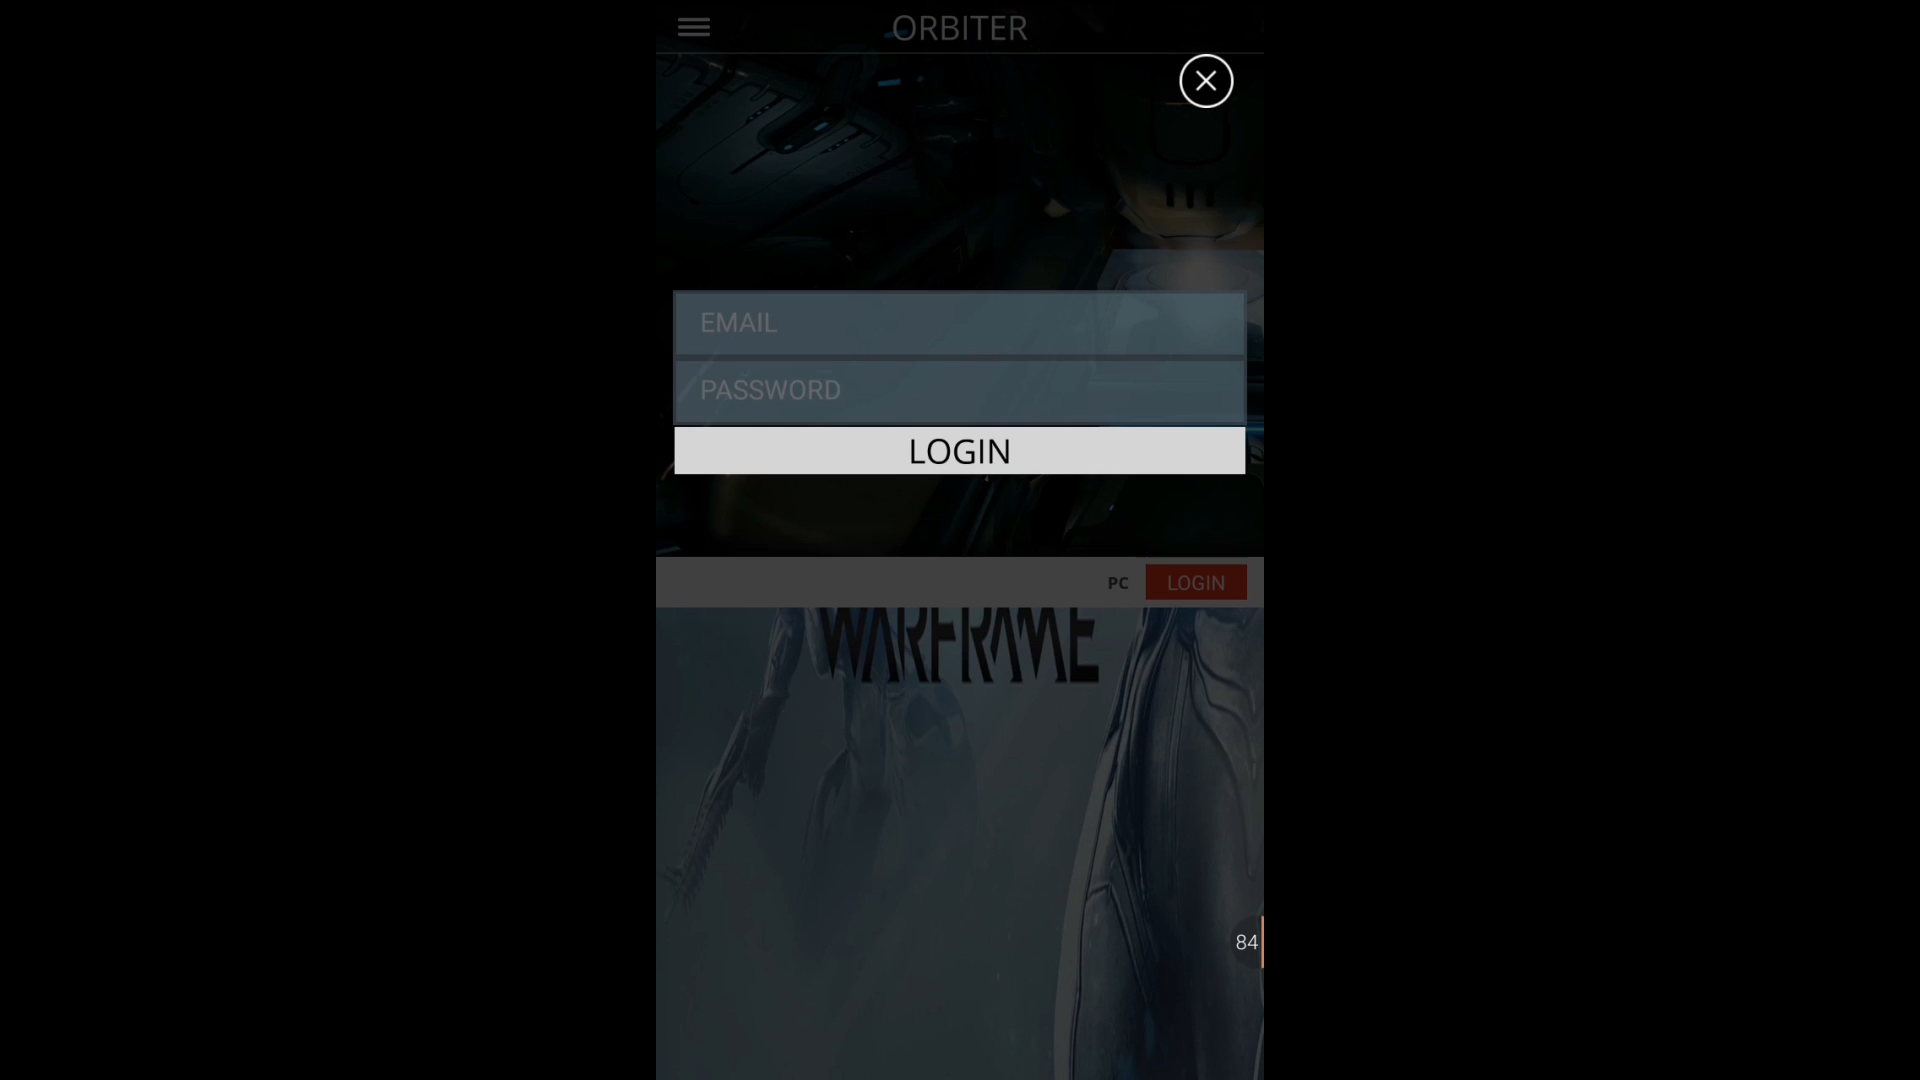 ORBITER
EMAIL
PASSWORD
LOGIN
PC LOGIN
WARFRAME
84